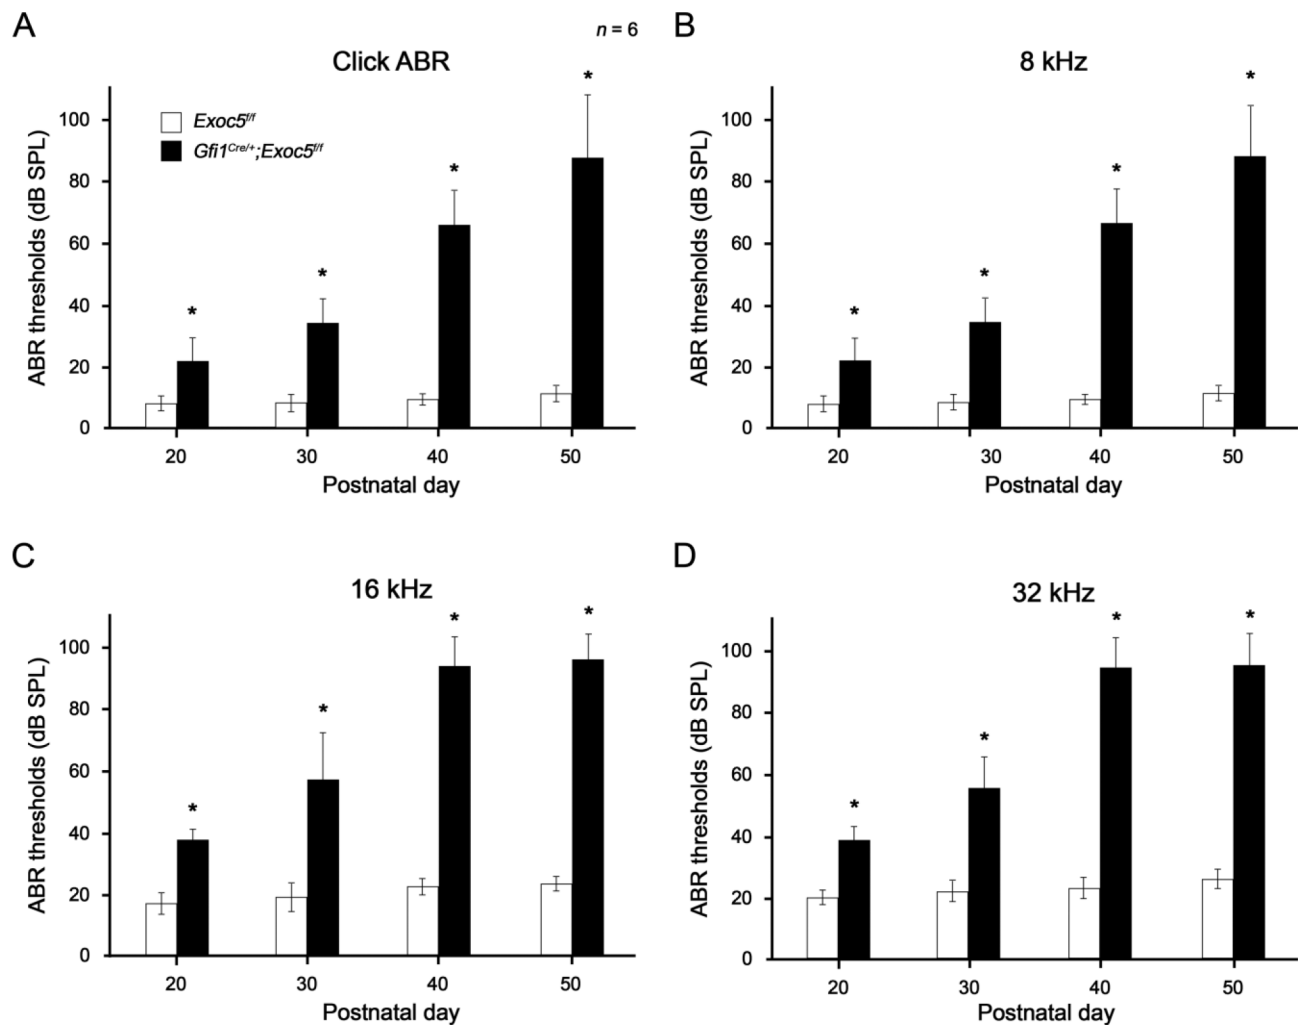 A
n = 6
Click ABR
ABR thresholds (dB SPL)
100
80
60
40
20
0
Exoc5f/f
Gfi1Cre/+;Exoc5f/f
*
*
*
*
20 30 40 50
Postnatal day
B
8 kHz
ABR thresholds (dB SPL)
100
80
60
40
20
0
*
*
*
*
20 30 40 50
Postnatal day
C
16 kHz
ABR thresholds (dB SPL)
100
80
60
40
20
0
*
*
*
*
20 30 40 50
Postnatal day
D
32 kHz
ABR thresholds (dB SPL)
100
80
60
40
20
0
*
*
*
*
20 30 40 50
Postnatal day